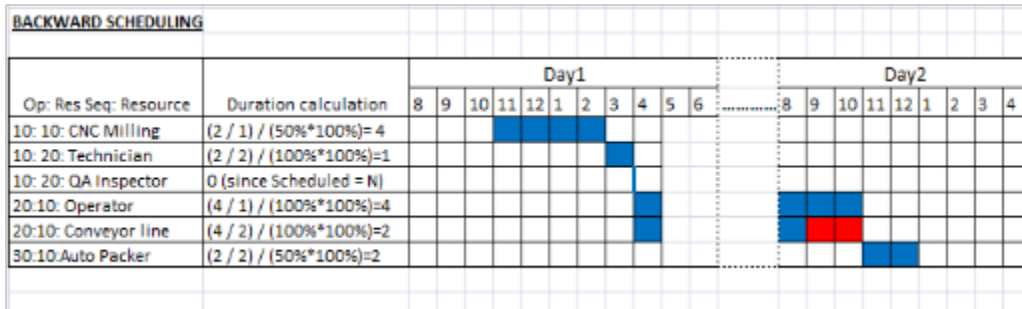 BACKWARD SCHEDULING
Day1 Day2
Op: Res Seq: Resource Duration calculation 8 9 10 11 12 1 2 3 4 5 6 ............. 8 9 10 11 12 1 2 3 4
10: 10: CNC Milling (2 / 1) / (50%*100%)= 4
10: 20: Technician (2 / 2) / (100%*100%)=1
10: 20: QA Inspector 0 (since Scheduled = N)
20:10: Operator (4 / 1) / (100%*100%)=4
20:10: Conveyor line (4 / 2) / (100%*100%)=2
30:10:Auto Packer (2 / 2) / (50%*100%)=2